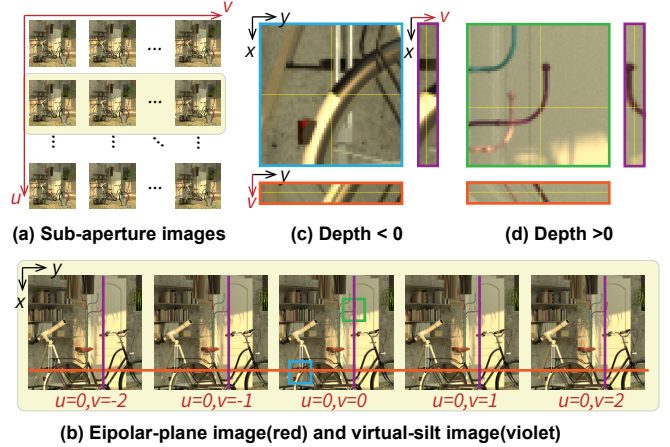 v
u
(a) Sub-aperture images
y
x
v
y
v
(c) Depth < 0
(d) Depth >0
y
x
u=0,v=-2
u=0,v=-1
u=0,v=0
u=0,v=1
u=0,v=2
(b) Eipolar-plane image(red) and virtual-silt image(violet)